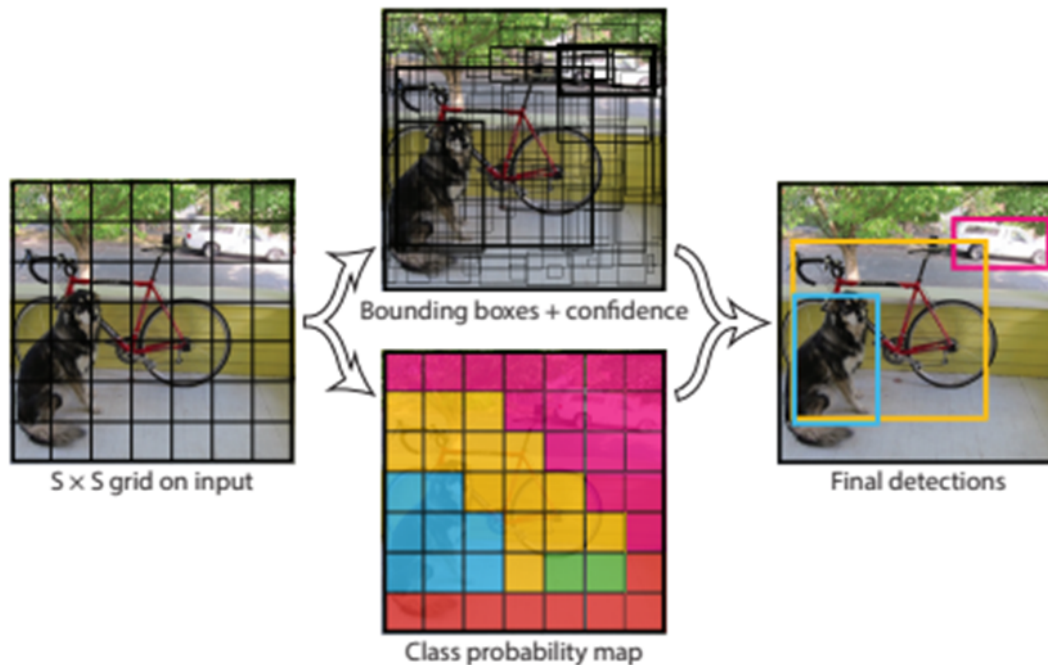 Bounding boxes + confidence
S × S grid on input
Final detections
Class probability map